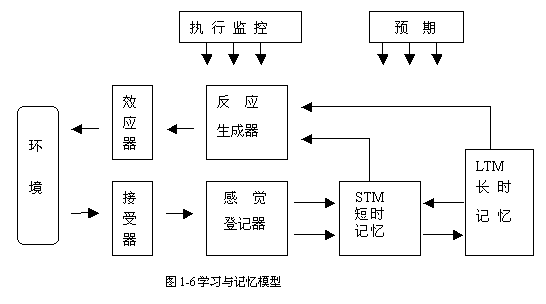 执行监控
预期
效
应
器
反应
生成器
环
境
接
受
器
感觉
登记器
STM
短时
记忆
LTM
长时
记忆
图1-6学习与记忆模型